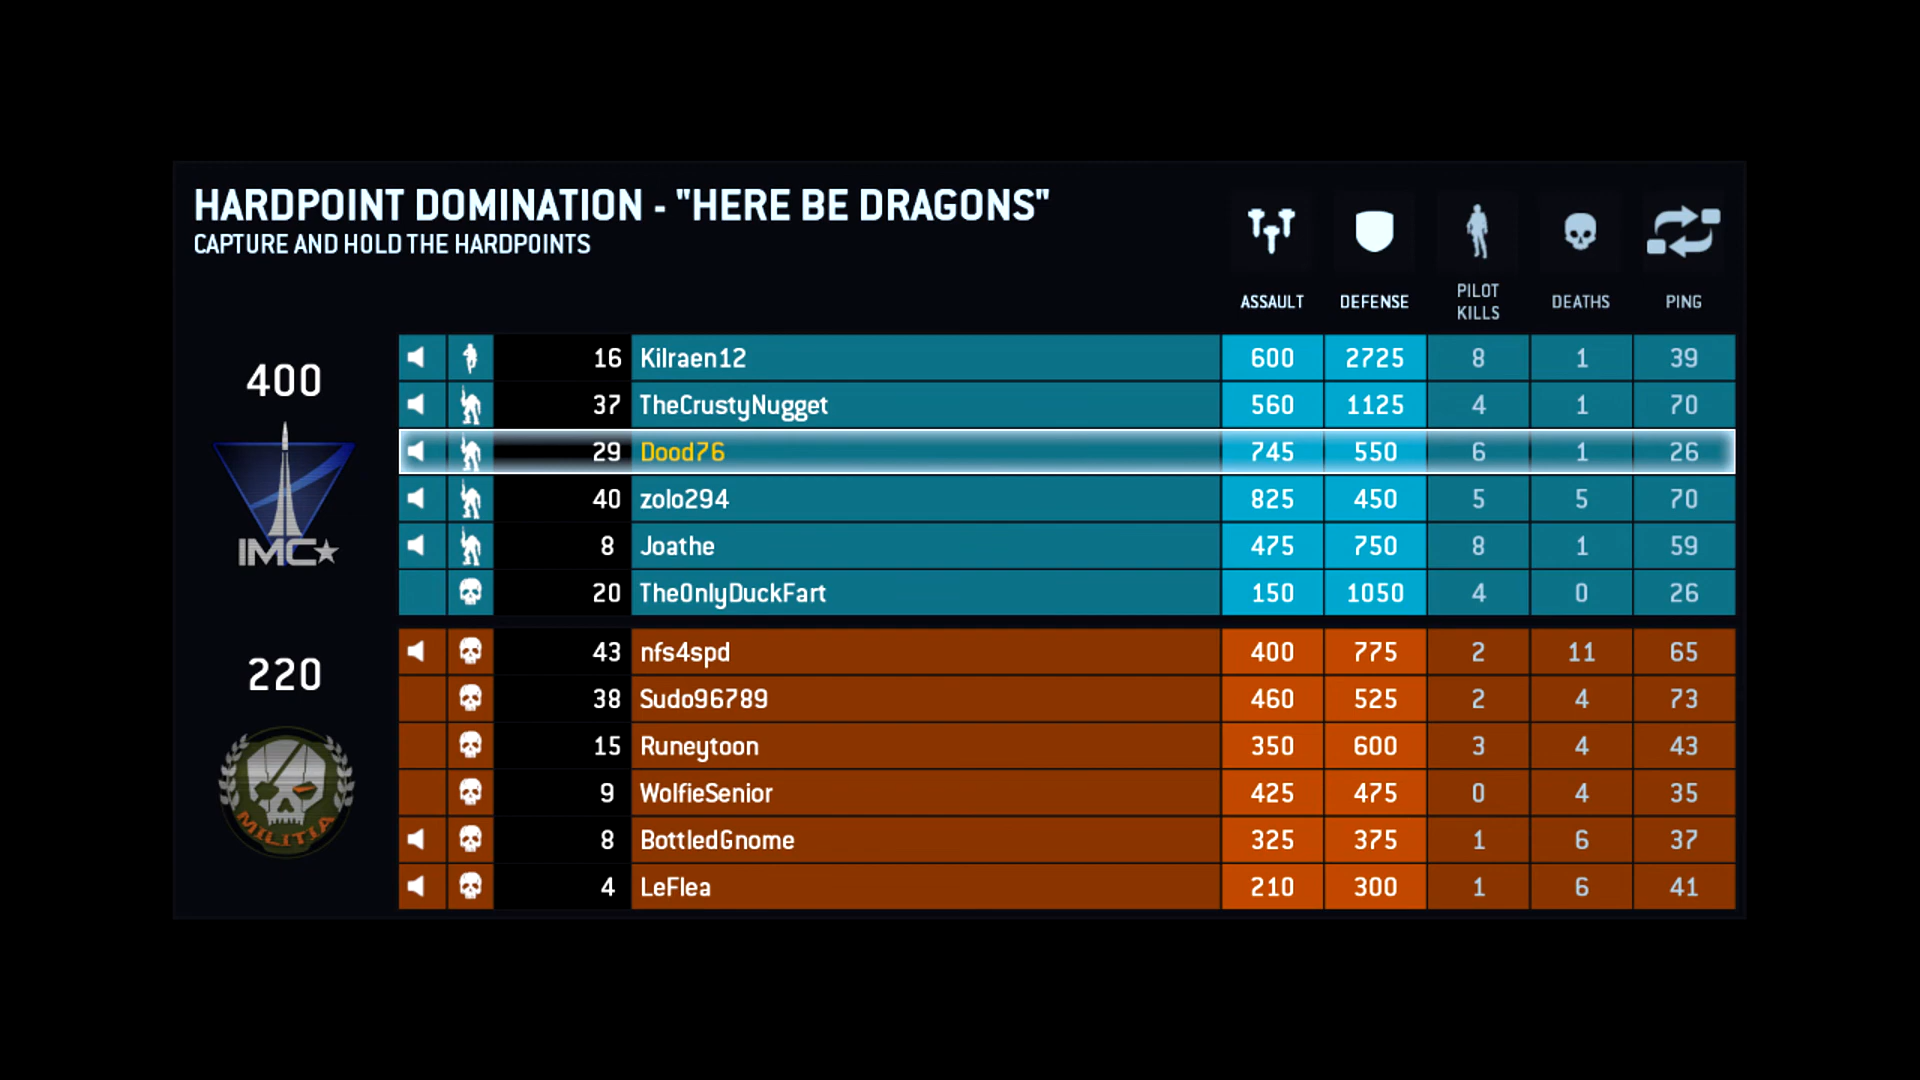 HARDPOINT DOMINATION - "HERE BE DRAGONS"
CAPTURE AND HOLD THE HARDPOINTS
ASSAULT DEFENSE PILOT KILLS DEATHS PING
400
IMC
16 Kilraen12 600 2725 8 1 39
37 TheCrustyNugget 560 1125 4 1 70
29 Dood76 745 550 6 1 26
40 zolo294 825 450 5 5 70
8 Joathe 475 750 8 1 59
20 TheOnlyDuckFart 150 1050 4 0 26
220
MILITIA
43 nfs4spd 400 775 2 11 65
38 Sudo96789 460 525 2 4 73
15 Runeytoon 350 600 3 4 43
9 WolfieSenior 425 475 0 4 35
8 BottledGnome 325 375 1 6 37
4 LeFlea 210 300 1 6 41